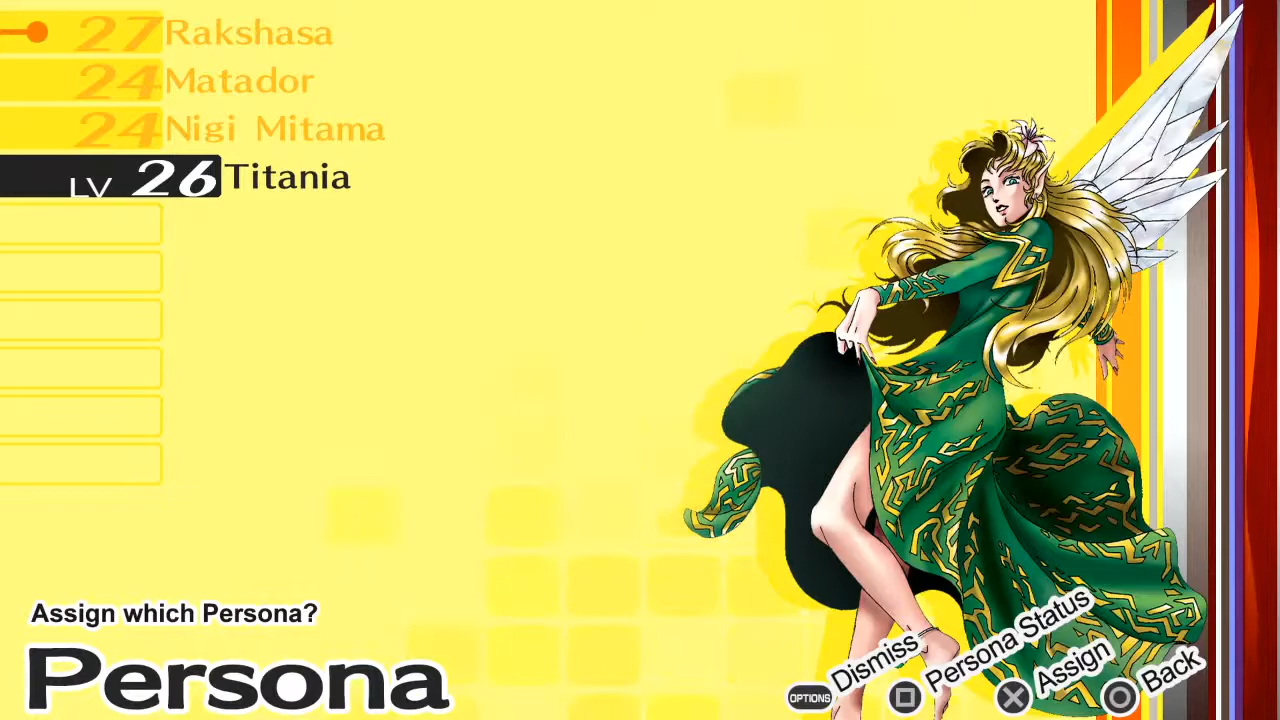 27 Rakshasa
24 Matador
24 Nigi Mitama
LV 26 Titania
Assign which Persona?
Persona
OPTIONS Dismiss
Persona Status
Assign
Back